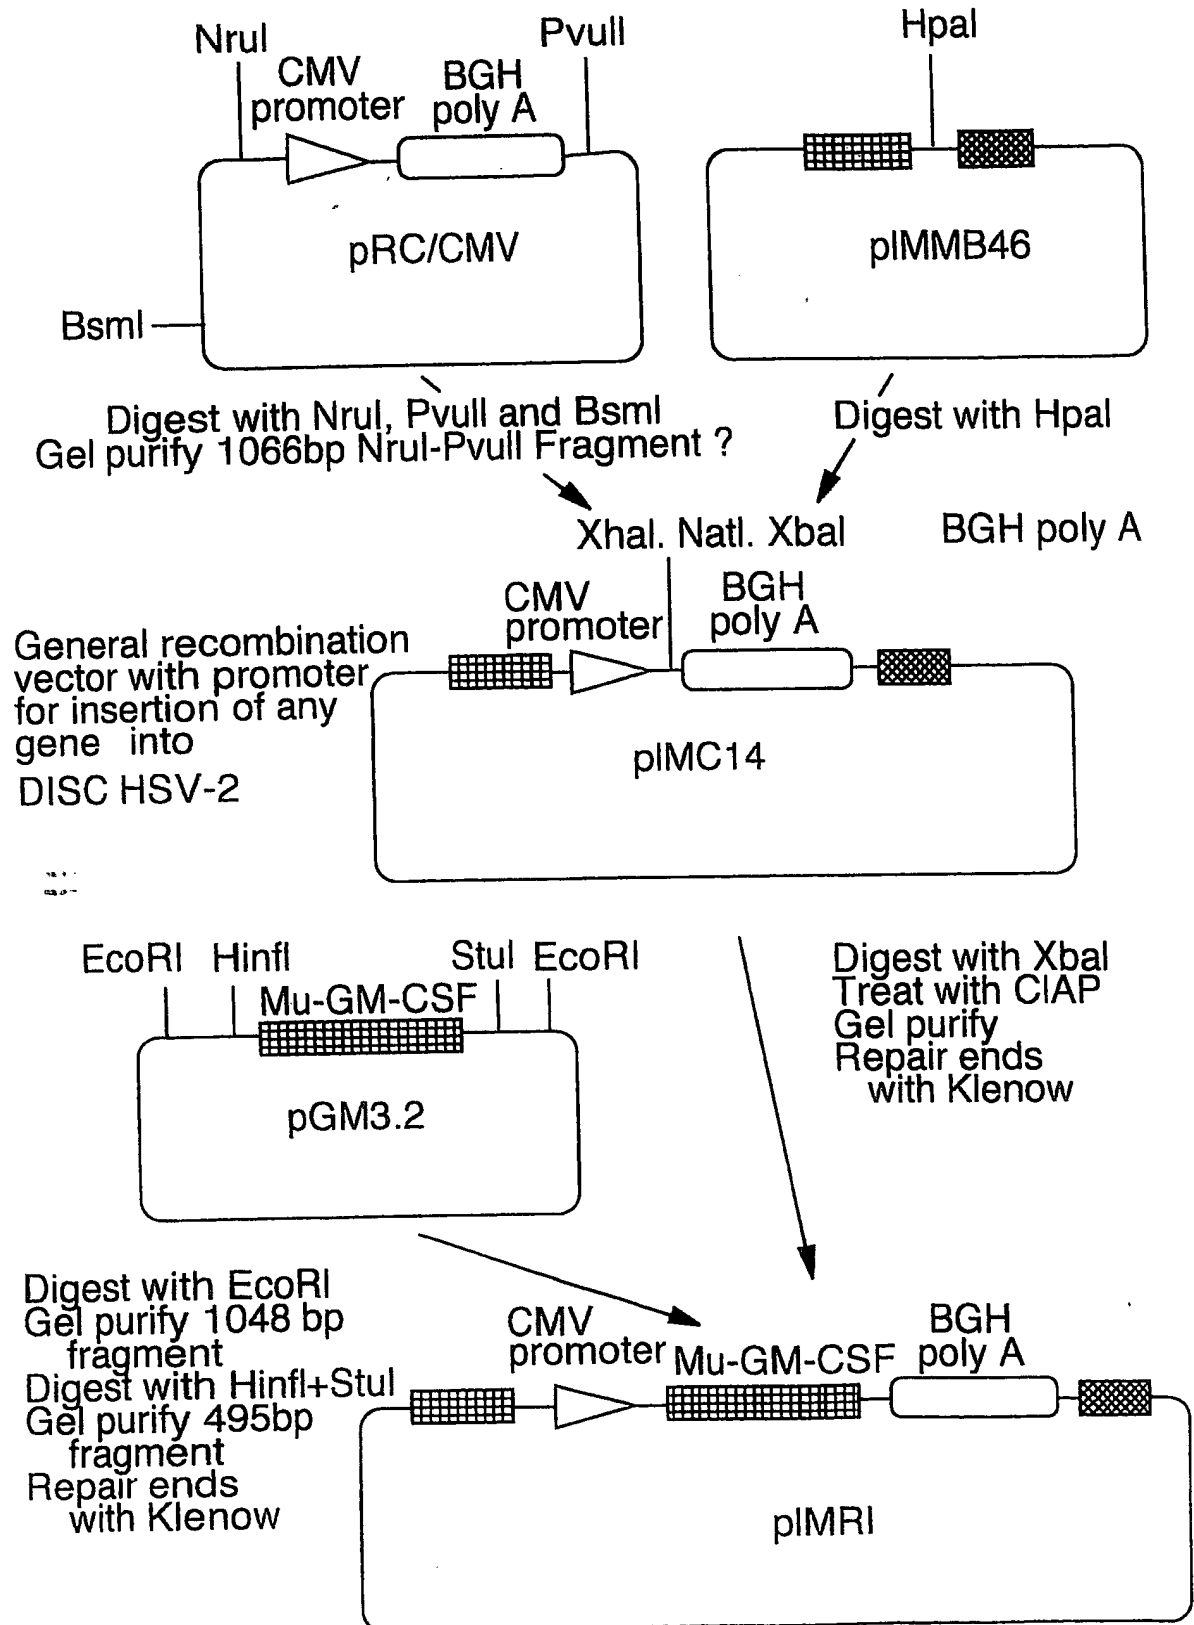 NruI
PvuII
HpaI
CMV
promoter
BGH
poly A
pRC/CMV
pIMMB46
BsmI
Digest with NruI, PvuII and BsmI
Gel purify 1066bp NruI-PvuII Fragment ?
Digest with HpaI
XhaI. NatI. XbaI
BGH poly A
CMV
promoter
BGH
poly A
General recombination
vector with promoter
for insertion of any
gene into
DISC HSV-2
pIMC14
EcoRI HinfI
StuI EcoRI
Mu-GM-CSF
pGM3.2
Digest with XbaI
Treat with CIAP
Gel purify
Repair ends
with Klenow
Digest with EcoRI
Gel purify 1048 bp
fragment
Digest with HinfI+StuI
Gel purify 495bp
fragment
Repair ends
with Klenow
CMV
promoter
Mu-GM-CSF
BGH
poly A
pIMRI